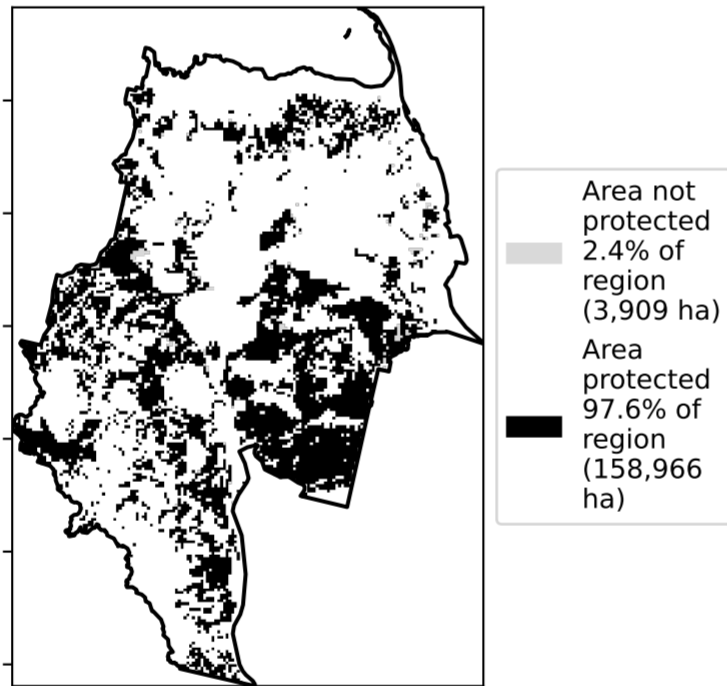 Area not
protected
2.4% of
region
(3,909 ha)
Area
protected
97.6% of
region
(158,966
ha)